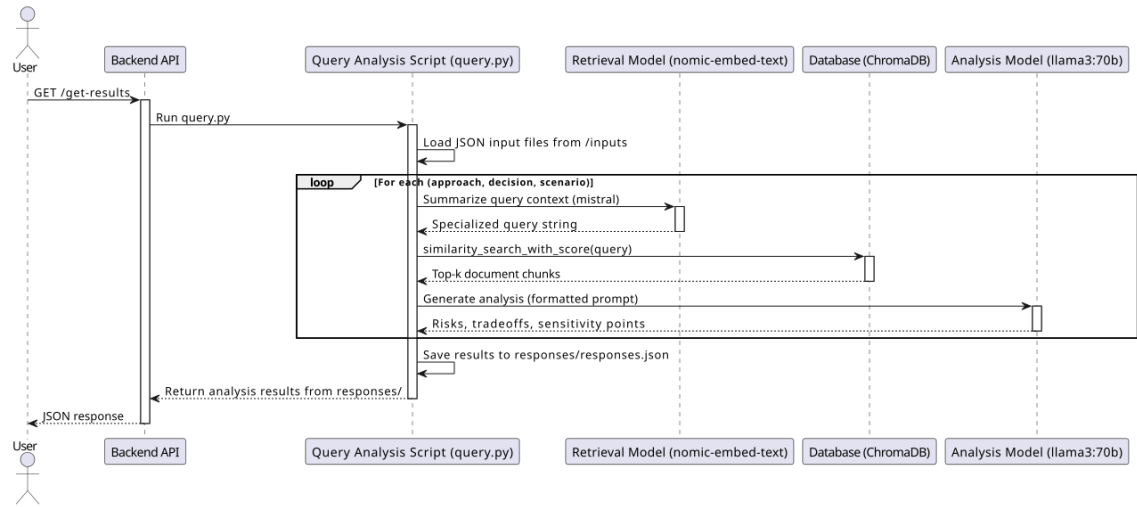 User
Backend API
Query Analysis Script (query.py)
Retrieval Model (nomic-embed-text)
Database (ChromaDB)
Analysis Model (llama3:70b)
GET /get-results
Run query.py
Load JSON input files from /inputs
loop
[For each (approach, decision, scenario)]
Summarize query context (mistral)
Specialized query string
similarity_search_with_score(query)
Top-k document chunks
Generate analysis (formatted prompt)
Risks, tradeoffs, sensitivity points
Save results to responses/responses.json
Return analysis results from responses/
JSON response
User
Backend API
Query Analysis Script (query.py)
Retrieval Model (nomic-embed-text)
Database (ChromaDB)
Analysis Model (llama3:70b)